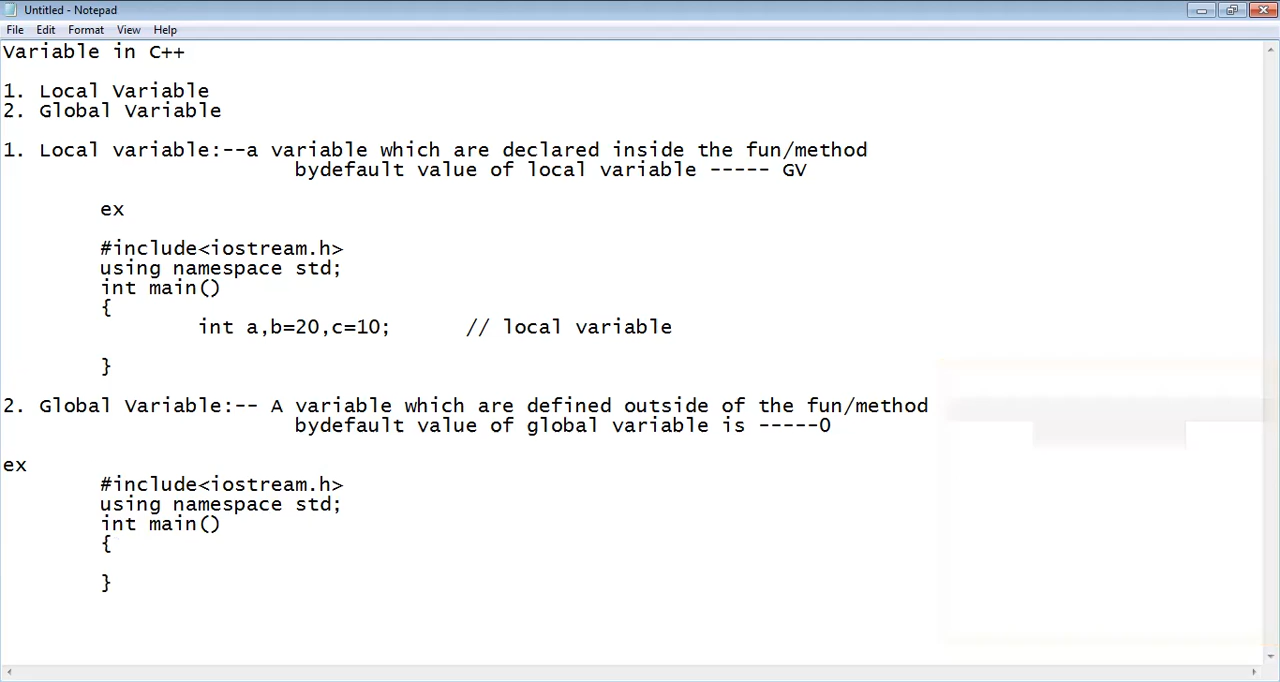 Untitled - Notepad
File Edit Format View Help
Variable in C++
1. Local Variable
2. Global Variable
1. Local variable:--a variable which are declared inside the fun/method
bydefault value of local variable ----- GV
ex
#include<iostream.h>
using namespace std;
int main()
{
int a,b=20,c=10; // local variable
}
2. Global Variable:-- A variable which are defined outside of the fun/method
bydefault value of global variable is -----0
ex
#include<iostream.h>
using namespace std;
int main()
{
}